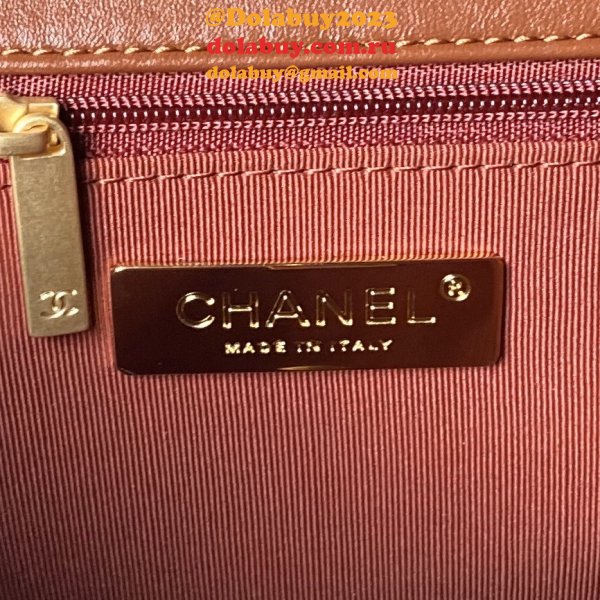 @Dolabuy2023
dolabuy.com.ru
dolabuy@gmail.com
CHANEL®
MADE IN ITALY